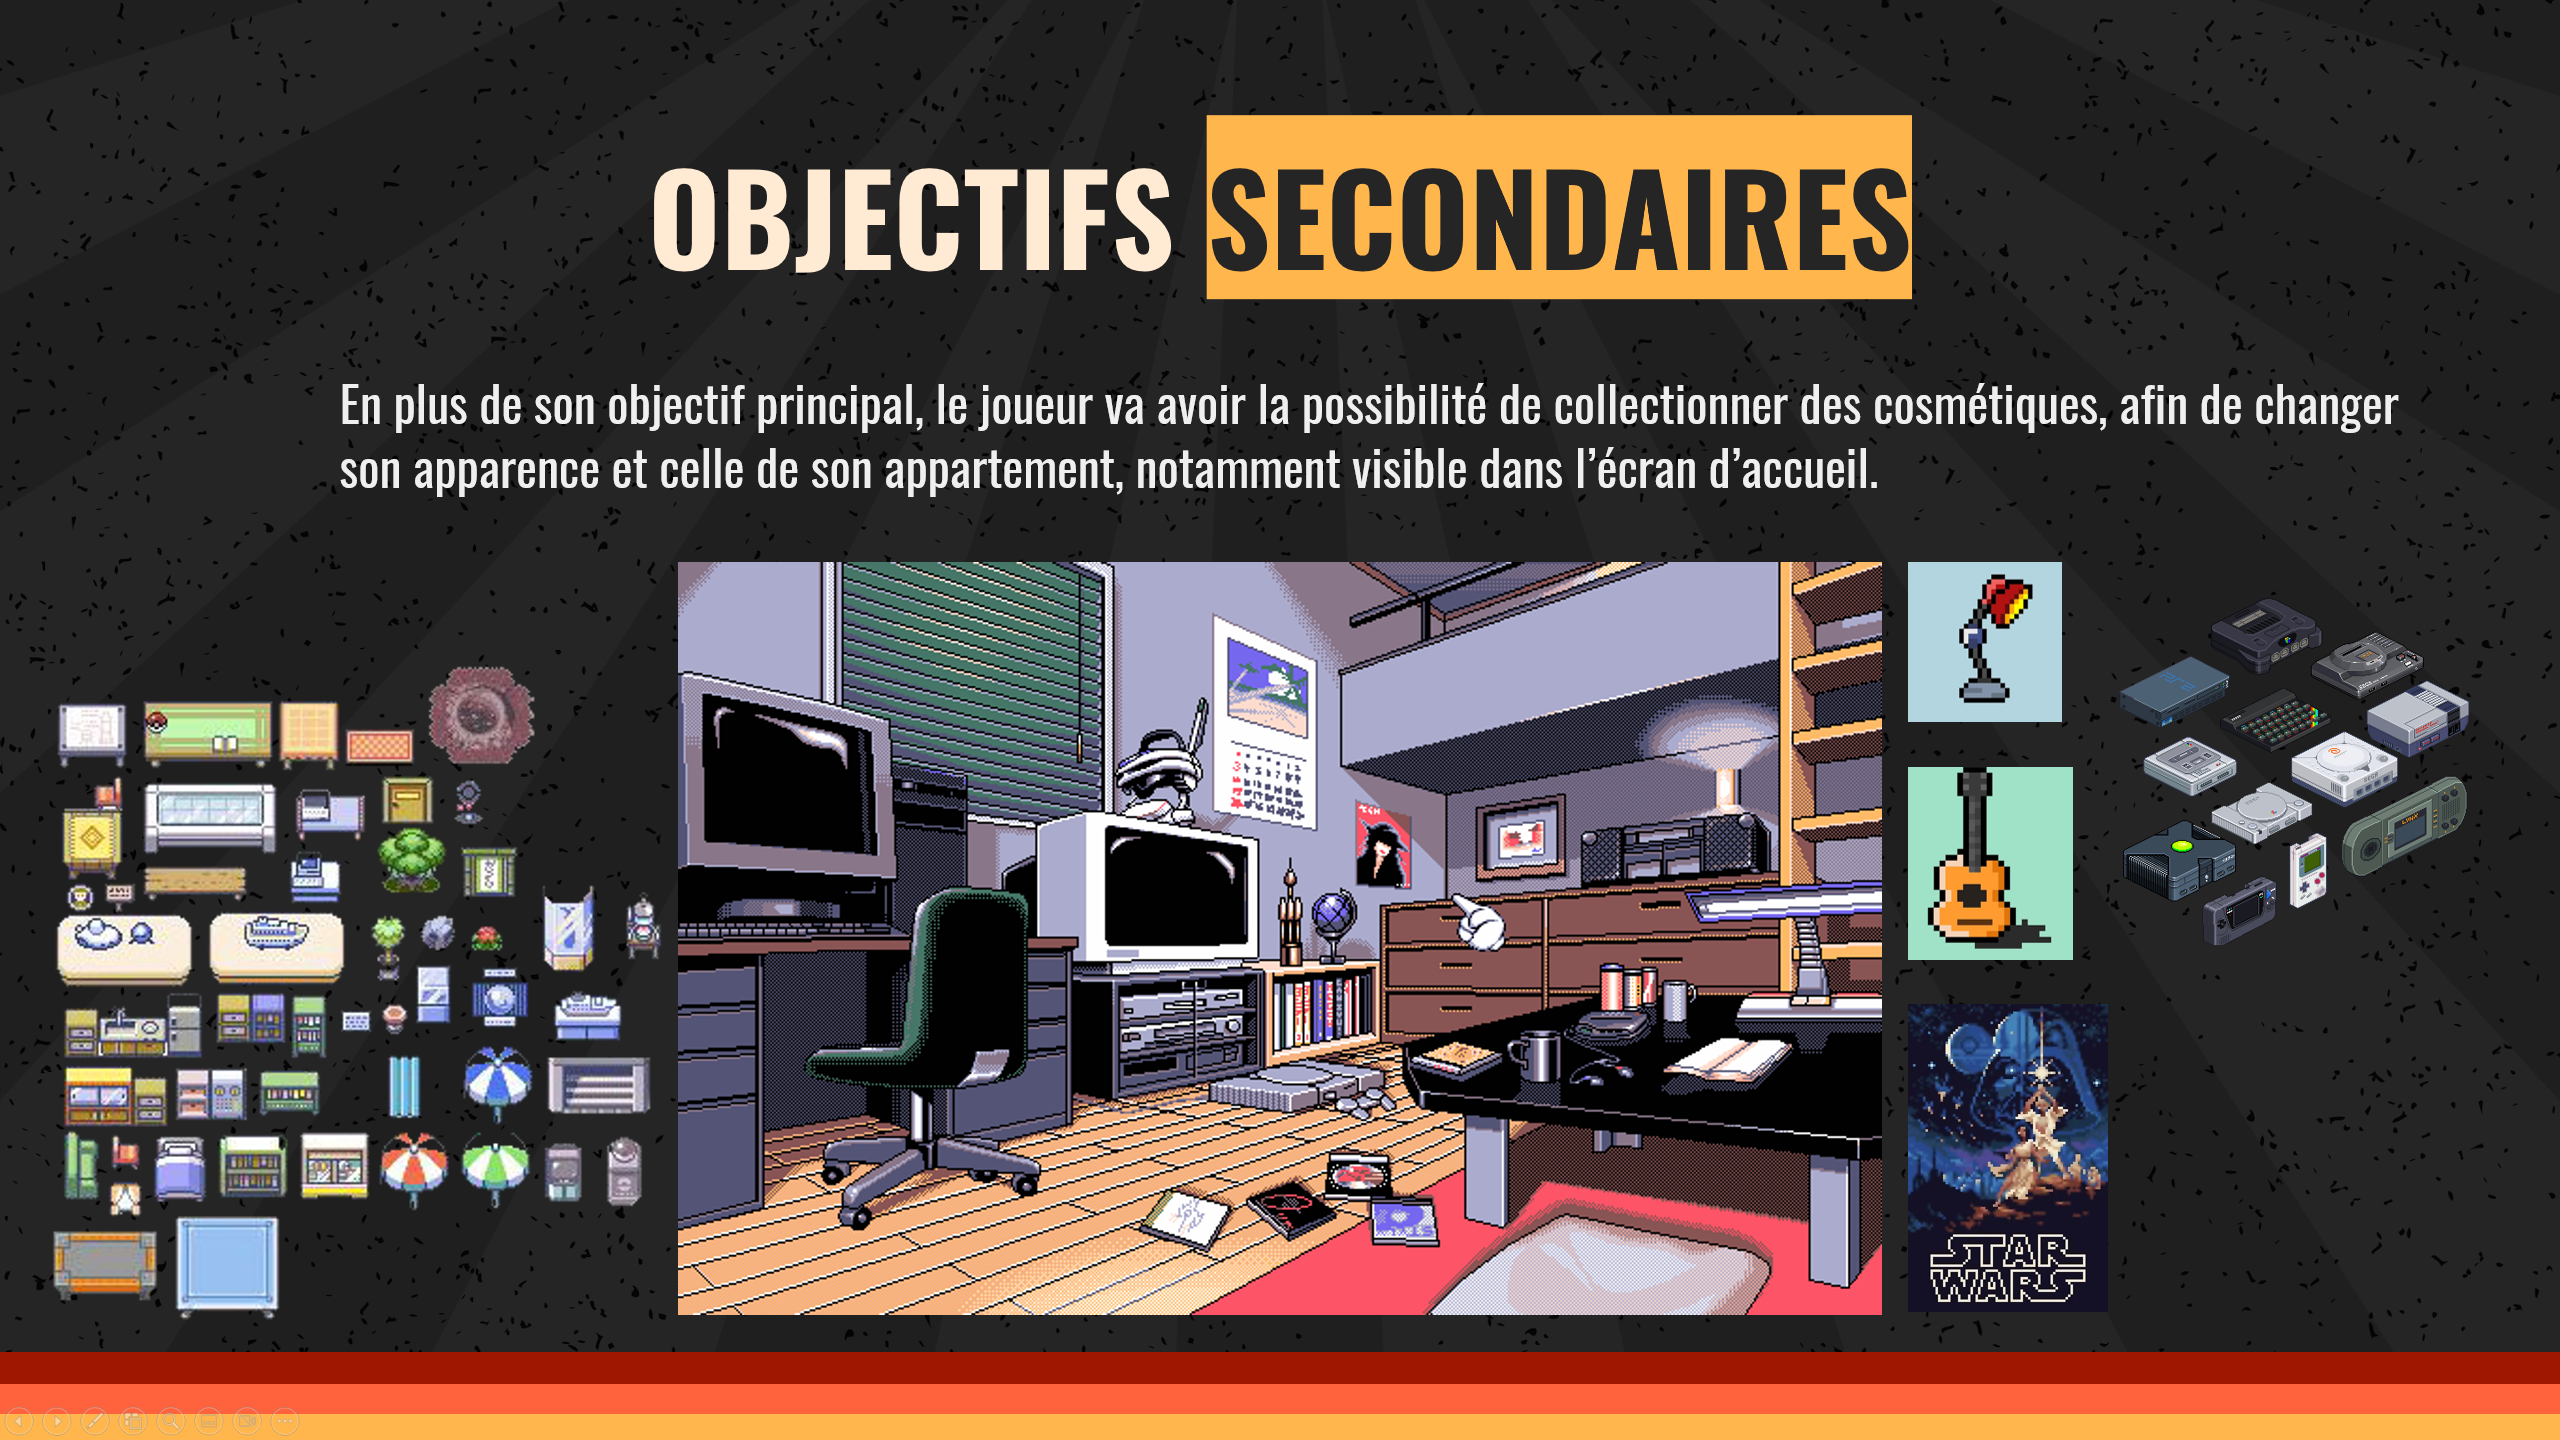 OBJECTIFS SECONDAIRES
En plus de son objectif principal, le joueur va avoir la possibilité de collectionner des cosmétiques, afin de changer
son apparence et celle de son appartement, notamment visible dans l’écran d’accueil.
STAR
WARS